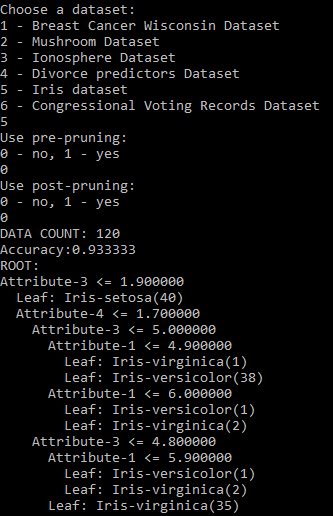 Choose a dataset:
1 - Breast Cancer Wisconsin Dataset
2 - Mushroom Dataset
3 - Ionosphere Dataset
4 - Divorce predictors Dataset
5 - Iris dataset
6 - Congressional Voting Records Dataset
5
Use pre-pruning:
0 - no, 1 - yes
0
Use post-pruning:
0 - no, 1 - yes
0
DATA COUNT: 120
Accuracy:0.933333
ROOT:
Attribute-3 <= 1.900000
  Leaf: Iris-setosa(40)
  Attribute-4 <= 1.700000
    Attribute-3 <= 5.000000
      Attribute-1 <= 4.900000
        Leaf: Iris-virginica(1)
        Leaf: Iris-versicolor(38)
      Attribute-1 <= 6.000000
        Leaf: Iris-versicolor(1)
        Leaf: Iris-virginica(2)
    Attribute-3 <= 4.800000
      Attribute-1 <= 5.900000
        Leaf: Iris-versicolor(1)
        Leaf: Iris-virginica(2)
      Leaf: Iris-virginica(35)